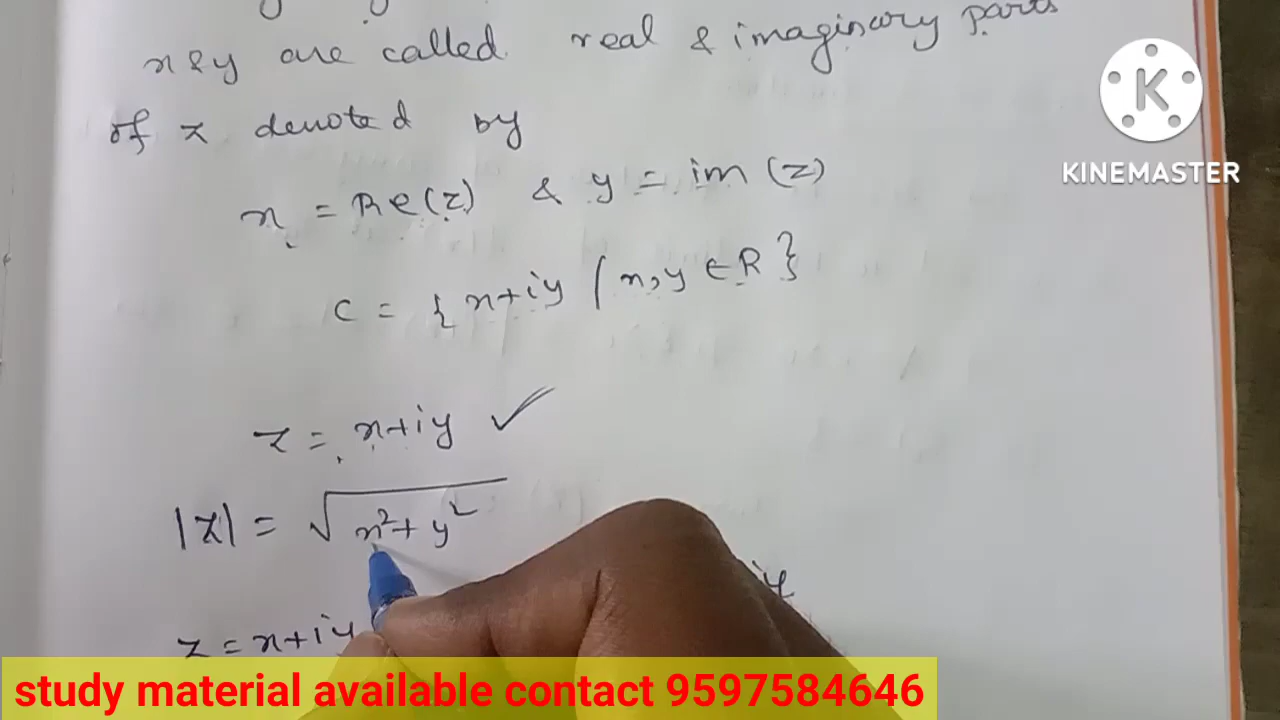 x & y are called real & imaginary parts
of z denoted by
x = Re(z) & y = im (z)
C = { x+iy / x, y ∈ R }
z = x+iy ✓
|z| = √x²+y²
z = x+iy
KINEMASTER
study material available contact 9597584646